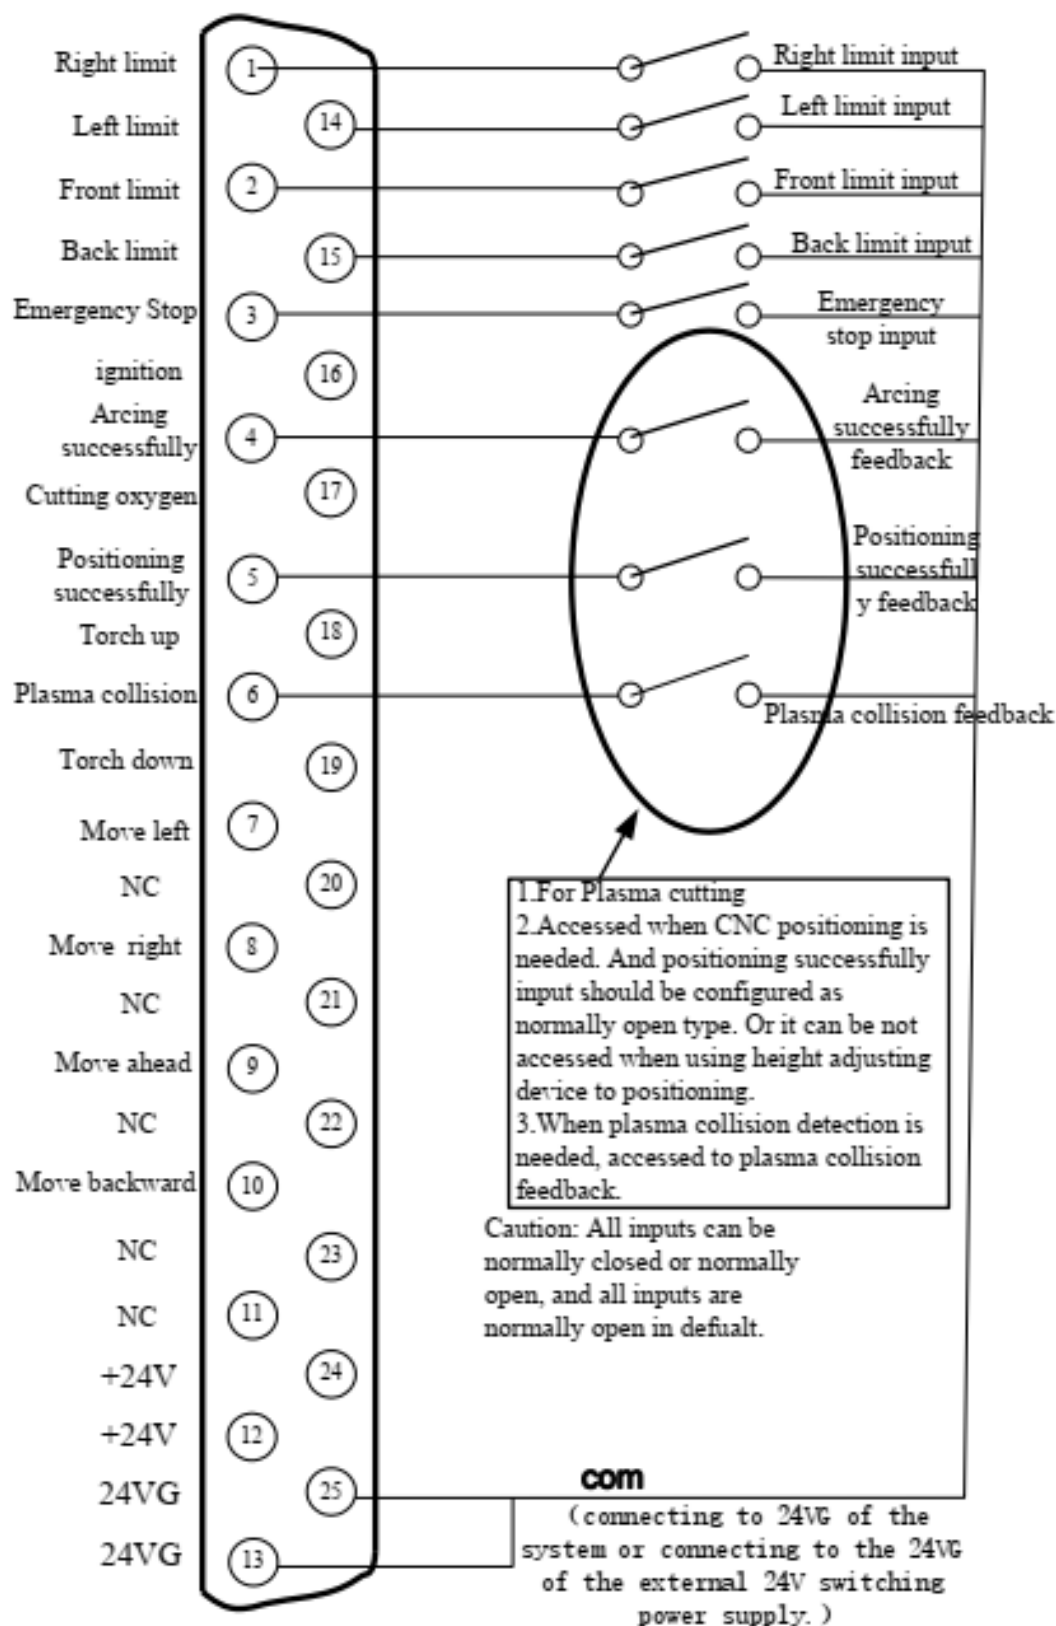 Right limit
1
Right limit input
Left limit
14
Left limit input
Front limit
2
Front limit input
Back limit
15
Back limit input
Emergency Stop
3
Emergency
stop input
ignition
16
Arcing
successfully
4
Arcing
successfully
feedback
Cutting oxygen
17
Positioning
successfully
5
Positioning
successfull
y feedback
Torch up
18
Plasma collision
6
Plasma collision feedback
Torch down
19
Move left
7
NC
20
Move right
8
NC
21
Move ahead
9
NC
22
Move backward
10
NC
23
NC
11
+24V
24
+24V
12
24VG
25
24VG
13
1.For Plasma cutting
2.Accessed when CNC positioning is
needed. And positioning successfully
input should be configured as
normally open type. Or it can be not
accessed when using height adjusting
device to positioning.
3.When plasma collision detection is
needed, accessed to plasma collision
feedback.
Caution: All inputs can be
normally closed or normally
open, and all inputs are
normally open in defualt.
com
(connecting to 24VG of the
system or connecting to the 24VG
of the external 24V switching
power supply.)